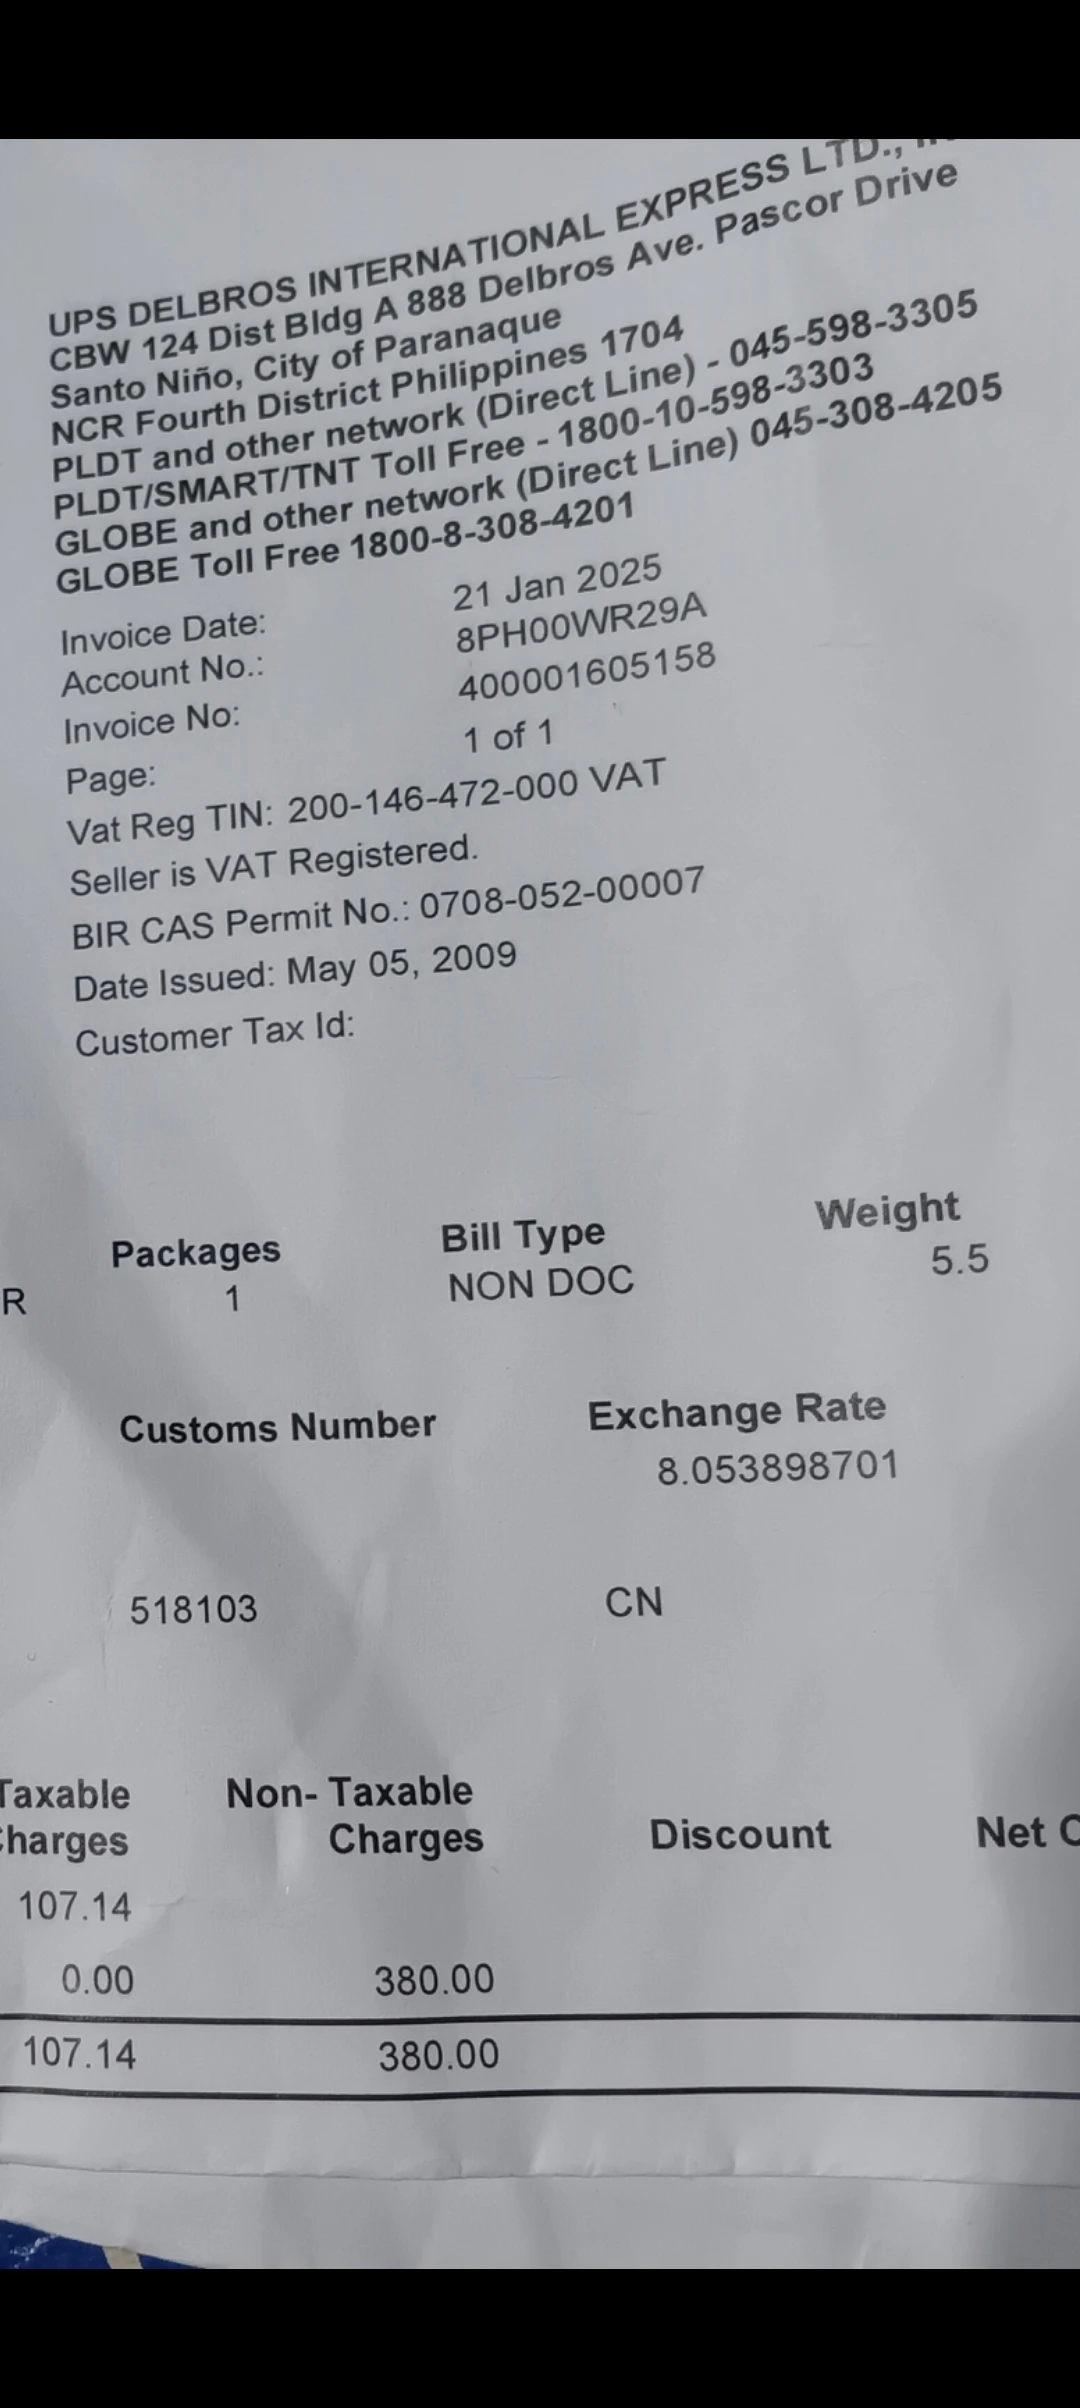 UPS DELBROS INTERNATIONAL EXPRESS LTD.,
CBW 124 Dist Bldg A 888 Delbros Ave. Pascor Drive
Santo Niño, City of Paranaque
NCR Fourth District Philippines 1704
PLDT and other network (Direct Line) - 045-598-3305
PLDT/SMART/TNT Toll Free - 1800-10-598-3303
GLOBE and other network (Direct Line) 045-308-4205
GLOBE Toll Free 1800-8-308-4201
Invoice Date: 21 Jan 2025
Account No.: 8PH00WR29A
Invoice No: 400001605158
Page: 1 of 1
Vat Reg TIN: 200-146-472-000 VAT
Seller is VAT Registered.
BIR CAS Permit No.: 0708-052-00007
Date Issued: May 05, 2009
Customer Tax Id:
Packages Bill Type Weight
R 1 NON DOC 5.5
Customs Number Exchange Rate
8.053898701
518103 CN
Taxable Non- Taxable
Charges Charges Discount Net
107.14
0.00 380.00
107.14 380.00